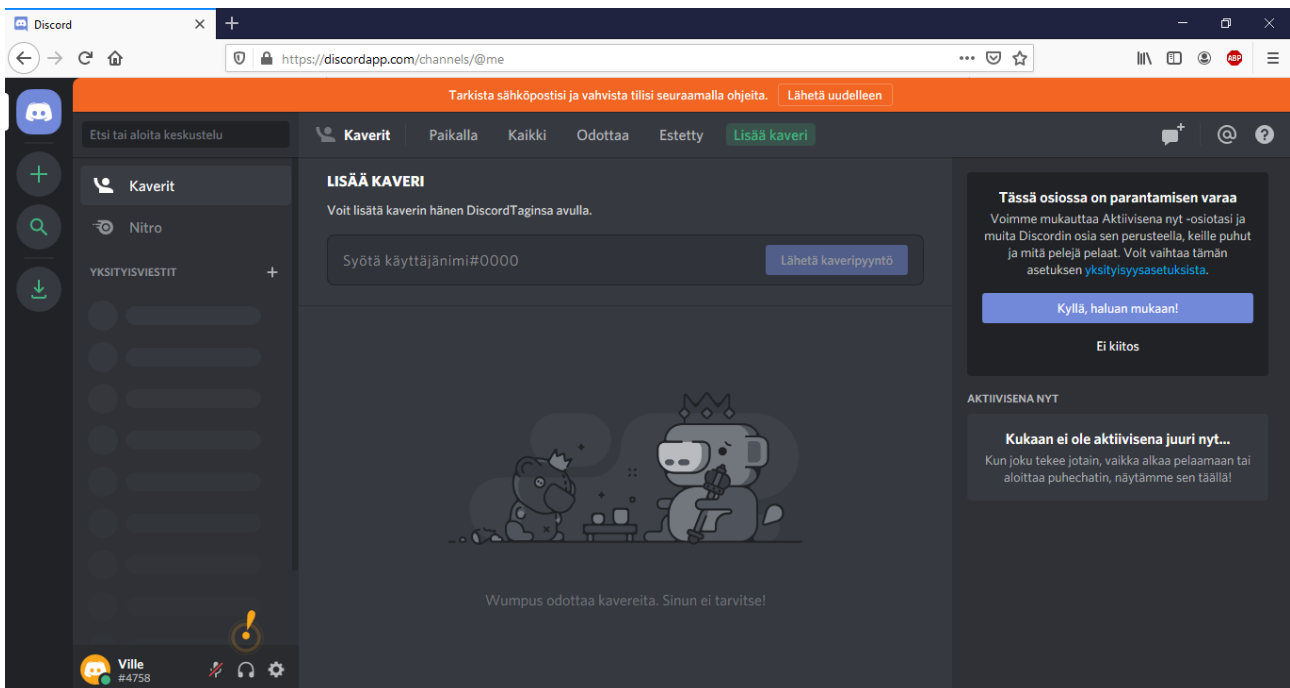 Discord
https://discordapp.com/channels/@me
ABP
Tarkista sähköpostisi ja vahvista tilisi seuraamalla ohjeita. Lähetä uudelleen
Etsi tai aloita keskustelu
Kaverit Paikalla Kaikki Odottaa Estetty Lisää kaveri
Kaverit
Nitro
YKSITYISVIESTIT
LISÄÄ KAVERI
Voit lisätä kaverin hänen DiscordTaginsa avulla.
Syötä käyttäjänimi#0000 Lähetä kaveripyyntö
Wumpus odottaa kavereita. Sinun ei tarvitse!
Tässä osiossa on parantamisen varaa
Voimme mukauttaa Aktiivisena nyt -osiotasi ja
muita Discordin osia sen perusteella, keille puhut
ja mitä pelejä pelaat. Voit vaihtaa tämän
asetuksen yksityisyysasetuksista.
Kyllä, haluan mukaan!
Ei kiitos
AKTIIVISENA NYT
Kukaan ei ole aktiivisena juuri nyt...
Kun joku tekee jotain, vaikka alkaa pelaamaan tai
aloittaa puhechatin, näytämme sen täällä!
Ville
#4758